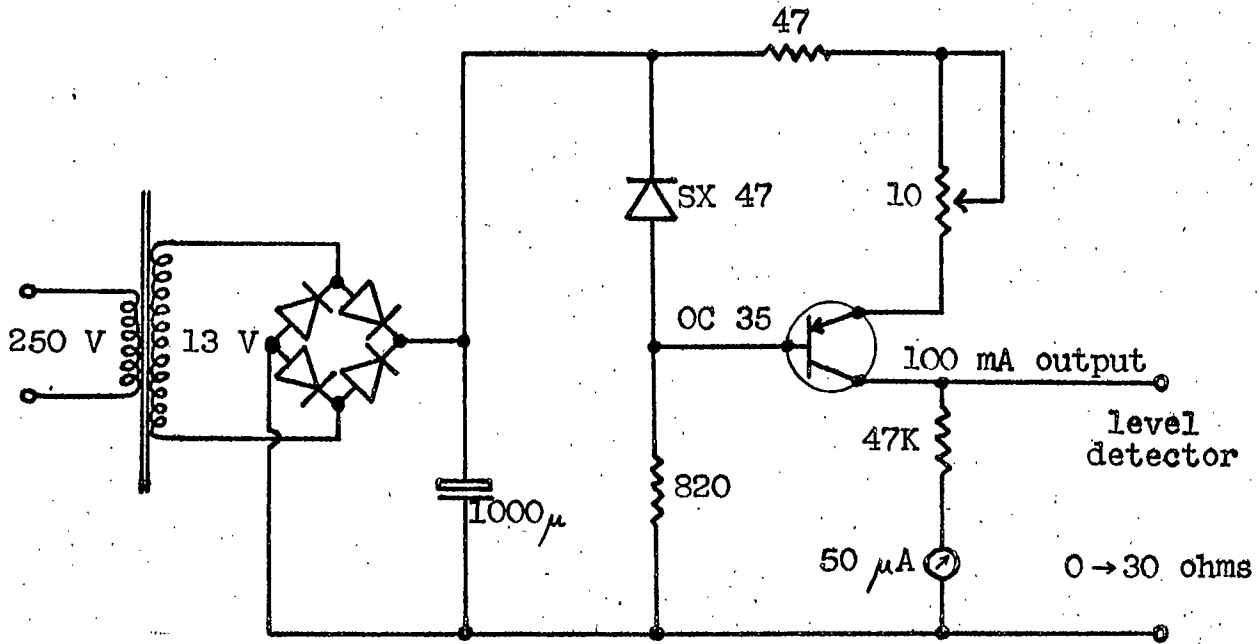 47
SX 47
10
250 V
13 V
OC 35
100 mA output
level
detector
47K
820
1000μ
50 μA
0→30 ohms